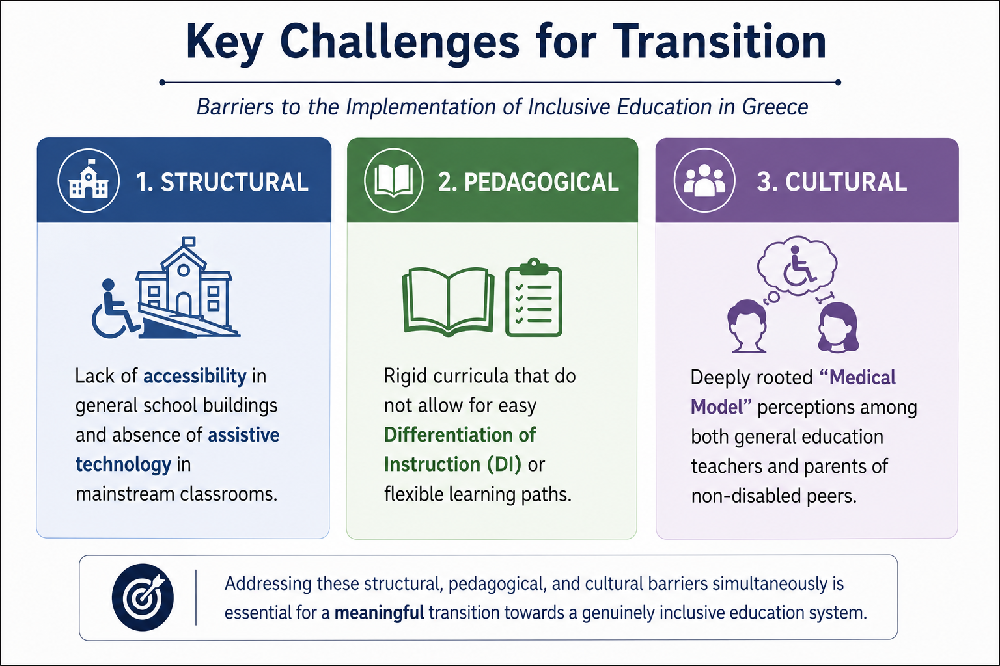 Key Challenges for Transition
Barriers to the Implementation of Inclusive Education in Greece
1. STRUCTURAL
Lack of accessibility in
general school buildings
and absence of assistive
technology in
mainstream classrooms.
2. PEDAGOGICAL
Rigid curricula that do
not allow for easy
Differentiation of
Instruction (DI) or
flexible learning paths.
3. CULTURAL
Deeply rooted “Medical
Model” perceptions among
both general education
teachers and parents of
non-disabled peers.
Addressing these structural, pedagogical, and cultural barriers simultaneously is
essential for a meaningful transition towards a genuinely inclusive education system.